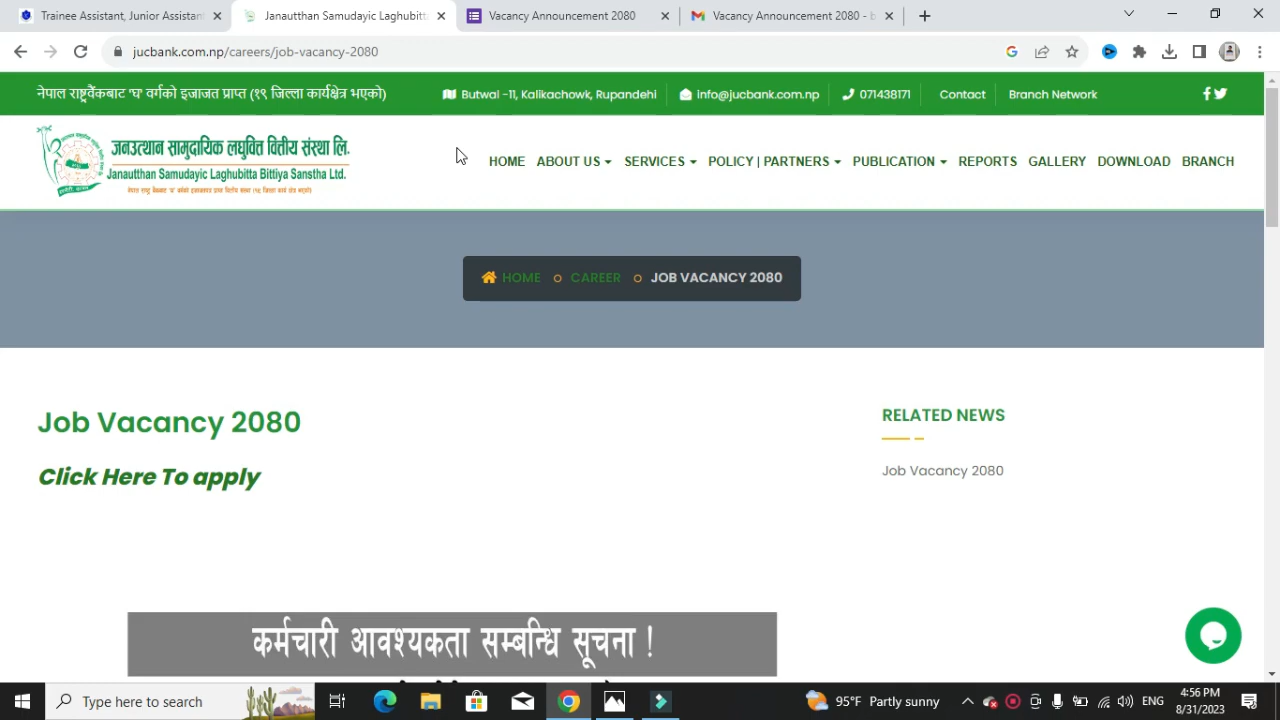 Trainee Assistant, Junior Assistan
Janautthan Samudayic Laghubitt
Vacancy Announcement 2080
Vacancy Announcement 2080 - b
jucbank.com.np/careers/job-vacancy-2080
नेपाल राष्ट्रबैंकबाट 'घ' वर्गको इजाजत प्राप्त (१९ जिल्ला कार्यक्षेत्र भएको)
Butwal -11, Kalikachowk, Rupandehi
info@jucbank.com.np
071438171
Contact
Branch Network
जनउत्थान सामुदायिक लघुवित्त वित्तीय संस्था लि.
Janautthan Samudayic Laghubitta Bittiya Sanstha Ltd.
HOME ABOUT US SERVICES POLICY | PARTNERS PUBLICATION REPORTS GALLERY DOWNLOAD BRANCH
HOME CAREER JOB VACANCY 2080
Job Vacancy 2080
RELATED NEWS
Click Here To apply
Job Vacancy 2080
कर्मचारी आवश्यकता सम्बन्धि सूचना !
Type here to search
95°F Partly sunny
ENG
4:56 PM
8/31/2023